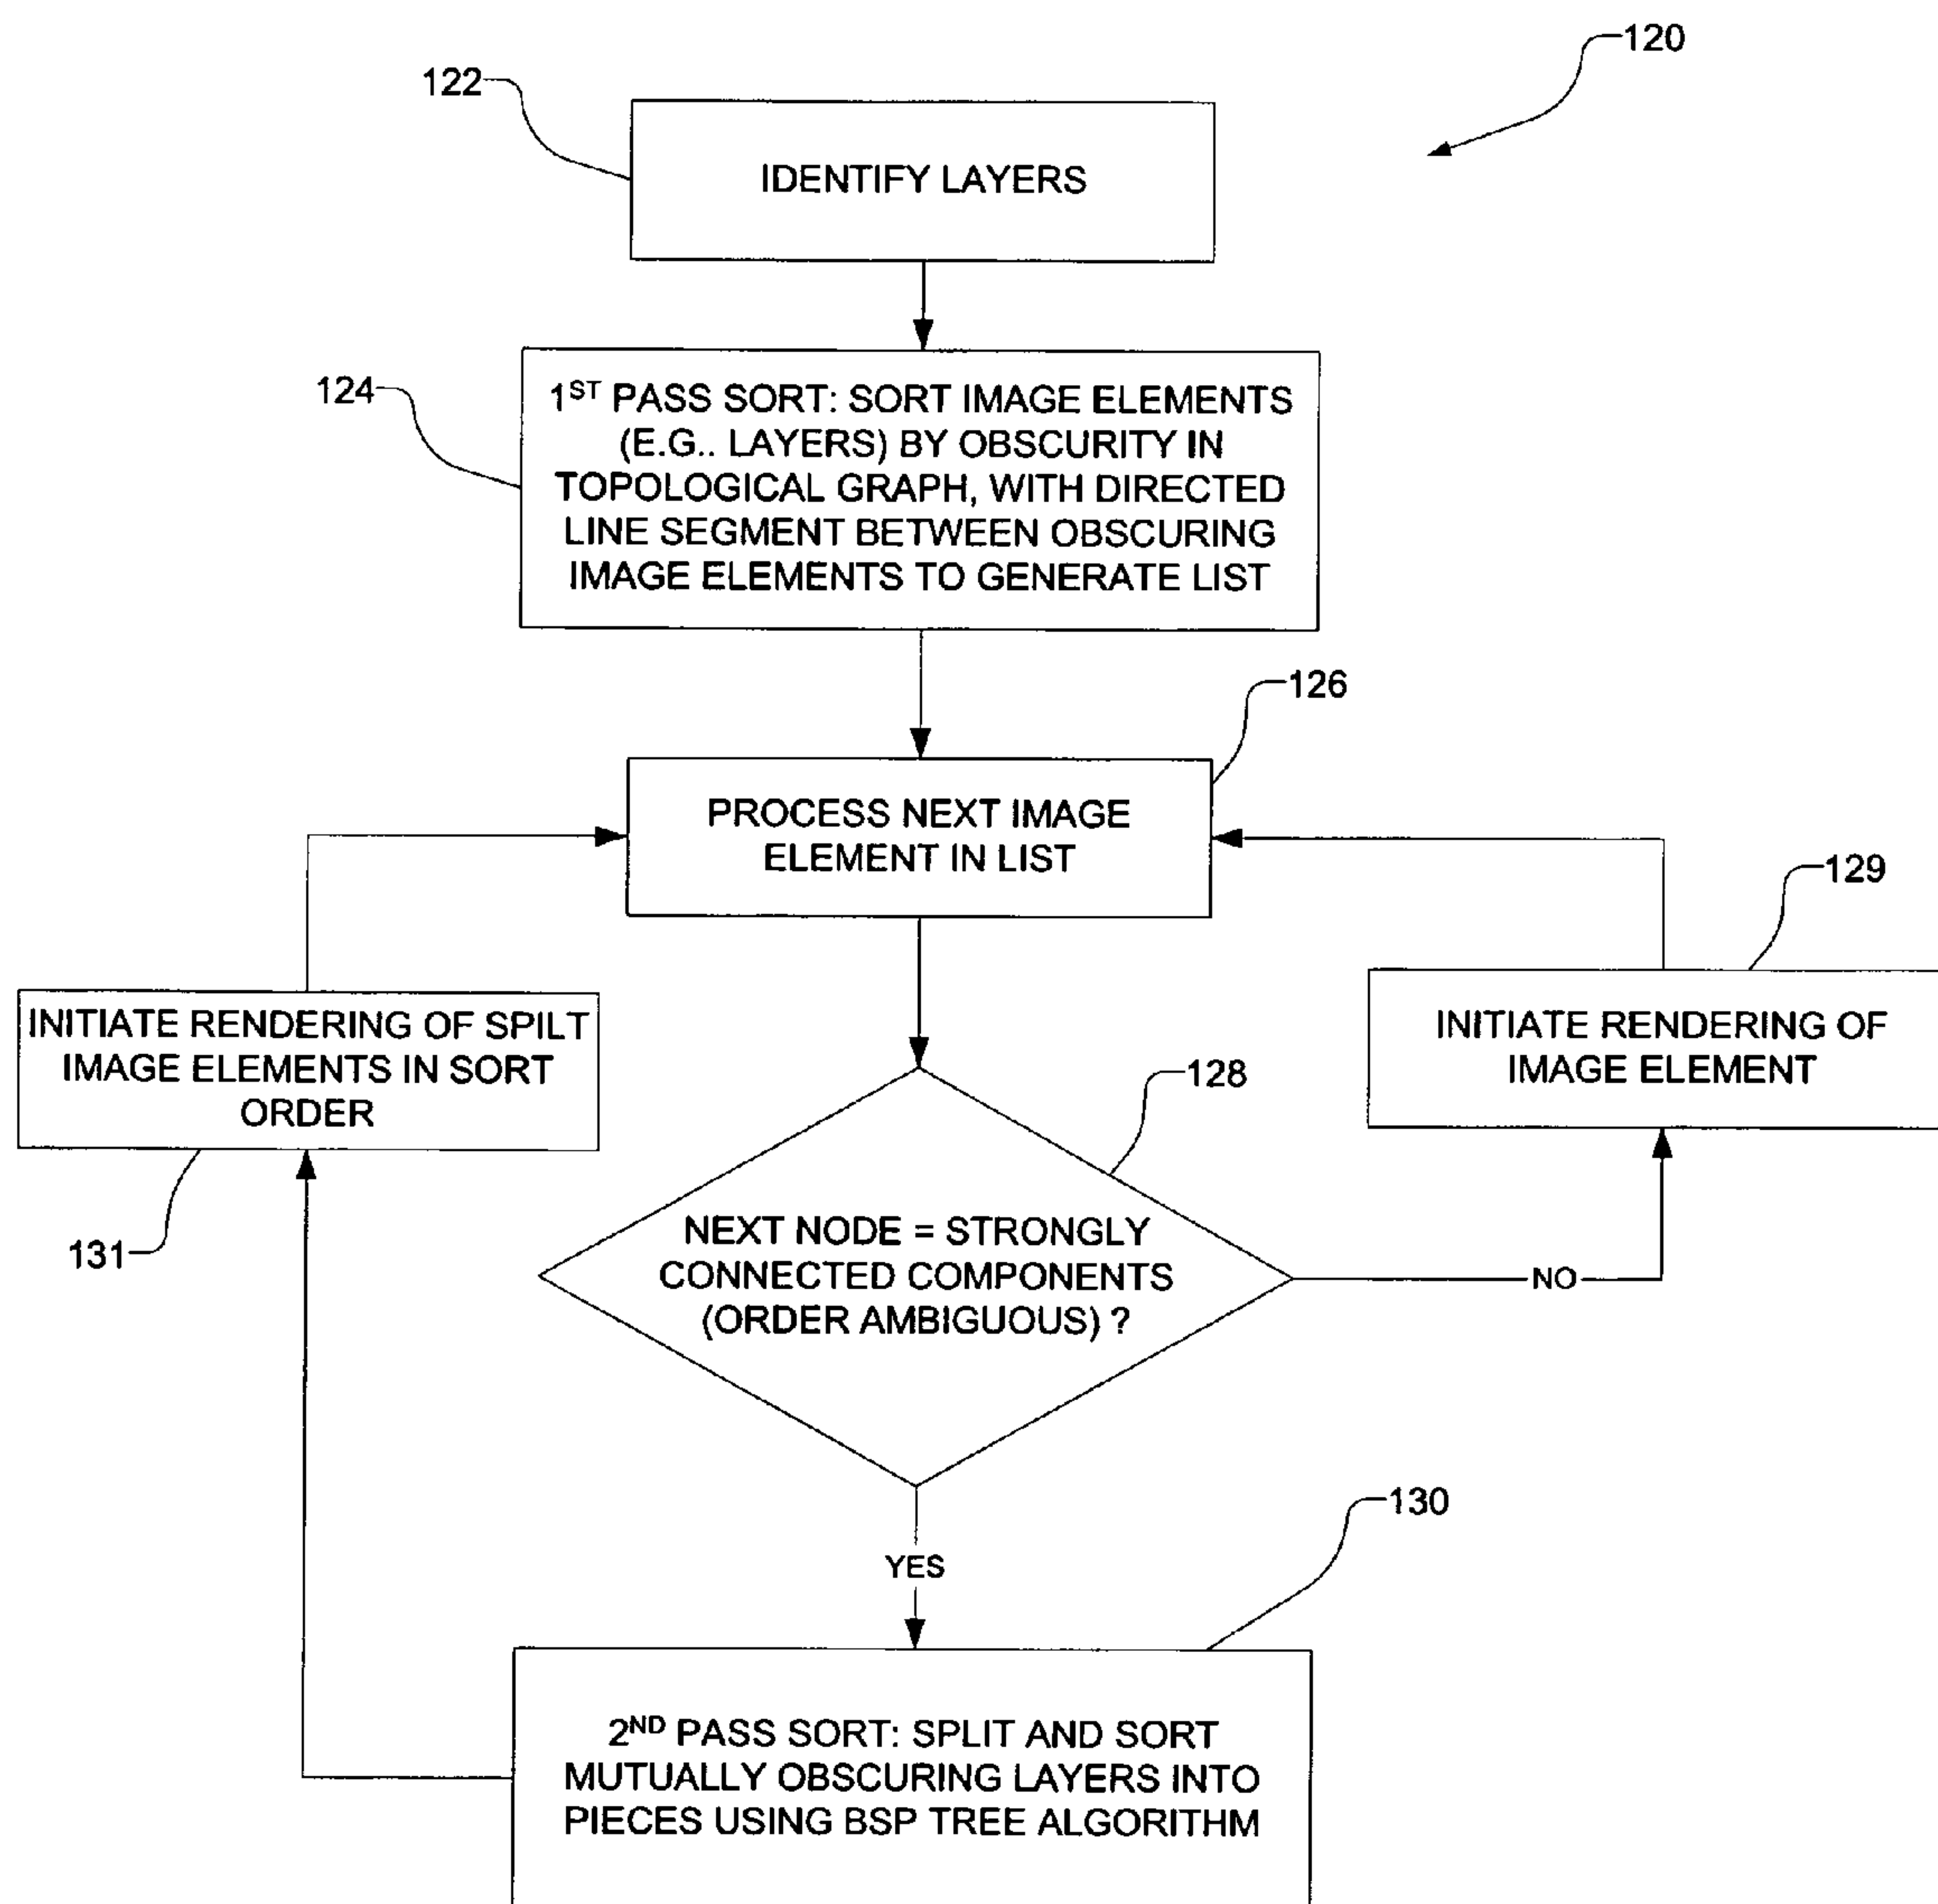 120
122
IDENTIFY LAYERS
124
1ST PASS SORT: SORT IMAGE ELEMENTS
(E.G.. LAYERS) BY OBSCURITY IN
TOPOLOGICAL GRAPH, WITH DIRECTED
LINE SEGMENT BETWEEN OBSCURING
IMAGE ELEMENTS TO GENERATE LIST
126
PROCESS NEXT IMAGE
ELEMENT IN LIST
129
INITIATE RENDERING OF SPILT
IMAGE ELEMENTS IN SORT
ORDER
INITIATE RENDERING OF
IMAGE ELEMENT
128
131
NEXT NODE = STRONGLY
CONNECTED COMPONENTS
(ORDER AMBIGUOUS) ?
NO
YES
130
2ND PASS SORT: SPLIT AND SORT
MUTUALLY OBSCURING LAYERS INTO
PIECES USING BSP TREE ALGORITHM